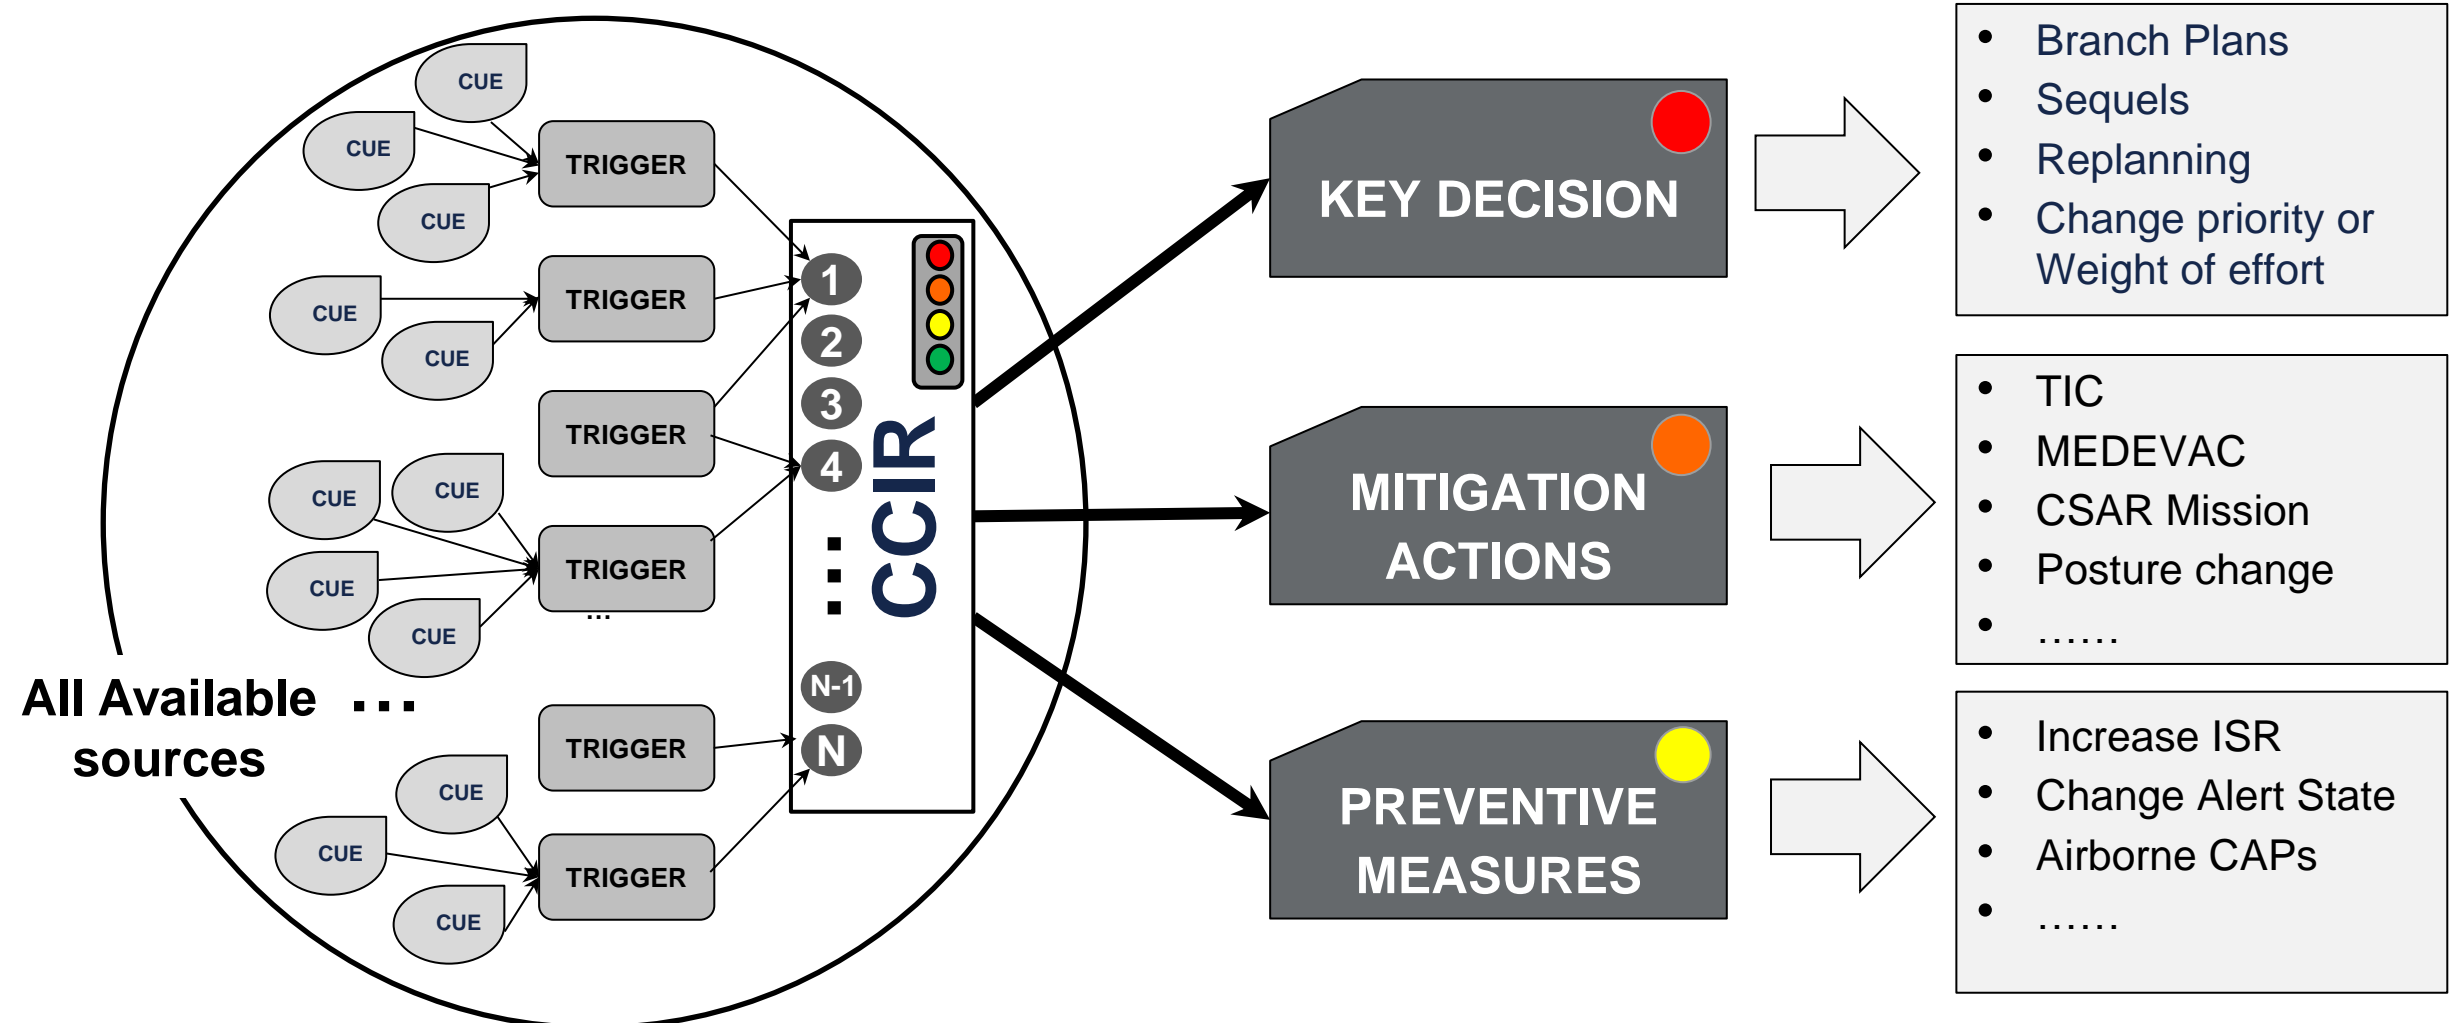 CUE
CUE
CUE
TRIGGER
CUE
CUE
TRIGGER
TRIGGER
CUE
CUE
CUE
CUE
TRIGGER
...
All Available ...
sources
TRIGGER
CUE
CUE
CUE
TRIGGER
1
2
3
4
...
N-1
N
CCIR
KEY DECISION
• Branch Plans
• Sequels
• Replanning
• Change priority or
Weight of effort
MITIGATION
ACTIONS
• TIC
• MEDEVAC
• CSAR Mission
• Posture change
• ......
PREVENTIVE
MEASURES
• Increase ISR
• Change Alert State
• Airborne CAPs
• ......